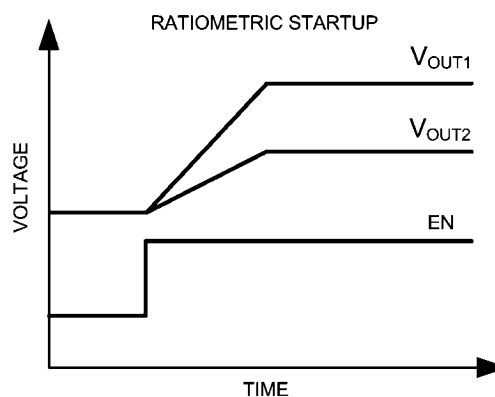 RATIOMETRIC STARTUP
VOUT1
VOUT2
VOLTAGE
EN
TIME